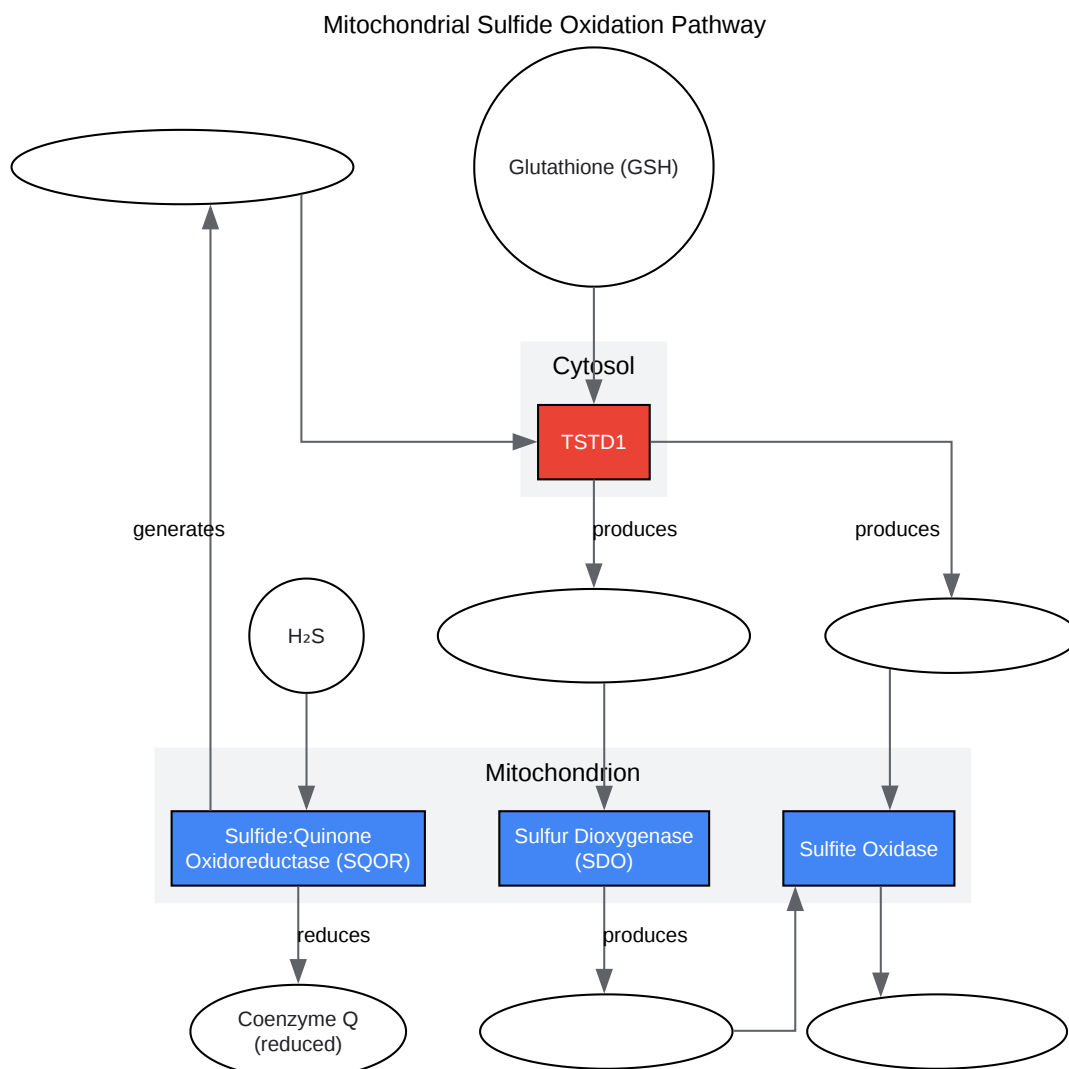 Mitochondrial Sulfide Oxidation Pathway
Glutathione (GSH)
Cytosol
TSTD1
generates
produces
produces
H₂S
Mitochondrion
Sulfide:Quinone
Oxidoreductase (SQOR)
Sulfur Dioxygenase
(SDO)
Sulfite Oxidase
reduces
produces
Coenzyme Q
(reduced)